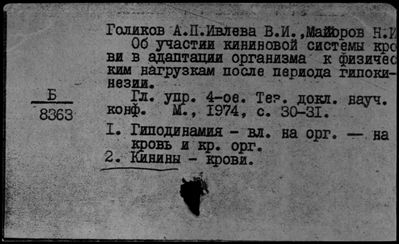 Голиков А.П.Ивлева В.И.,Майоров Н.И
Об участии кининовой системы кро-
ви в адаптации организма к физичес
ким нагрузкам после периода гипоки-
незии.
Б
8363
Гл. упр. 4-ое. Тез. докл. науч.
конф. М., 1974, с. 30-31.
1. Гиподинамия - вл. на орг. — на
кровь и кр. орг.
2. Кинины - крови.